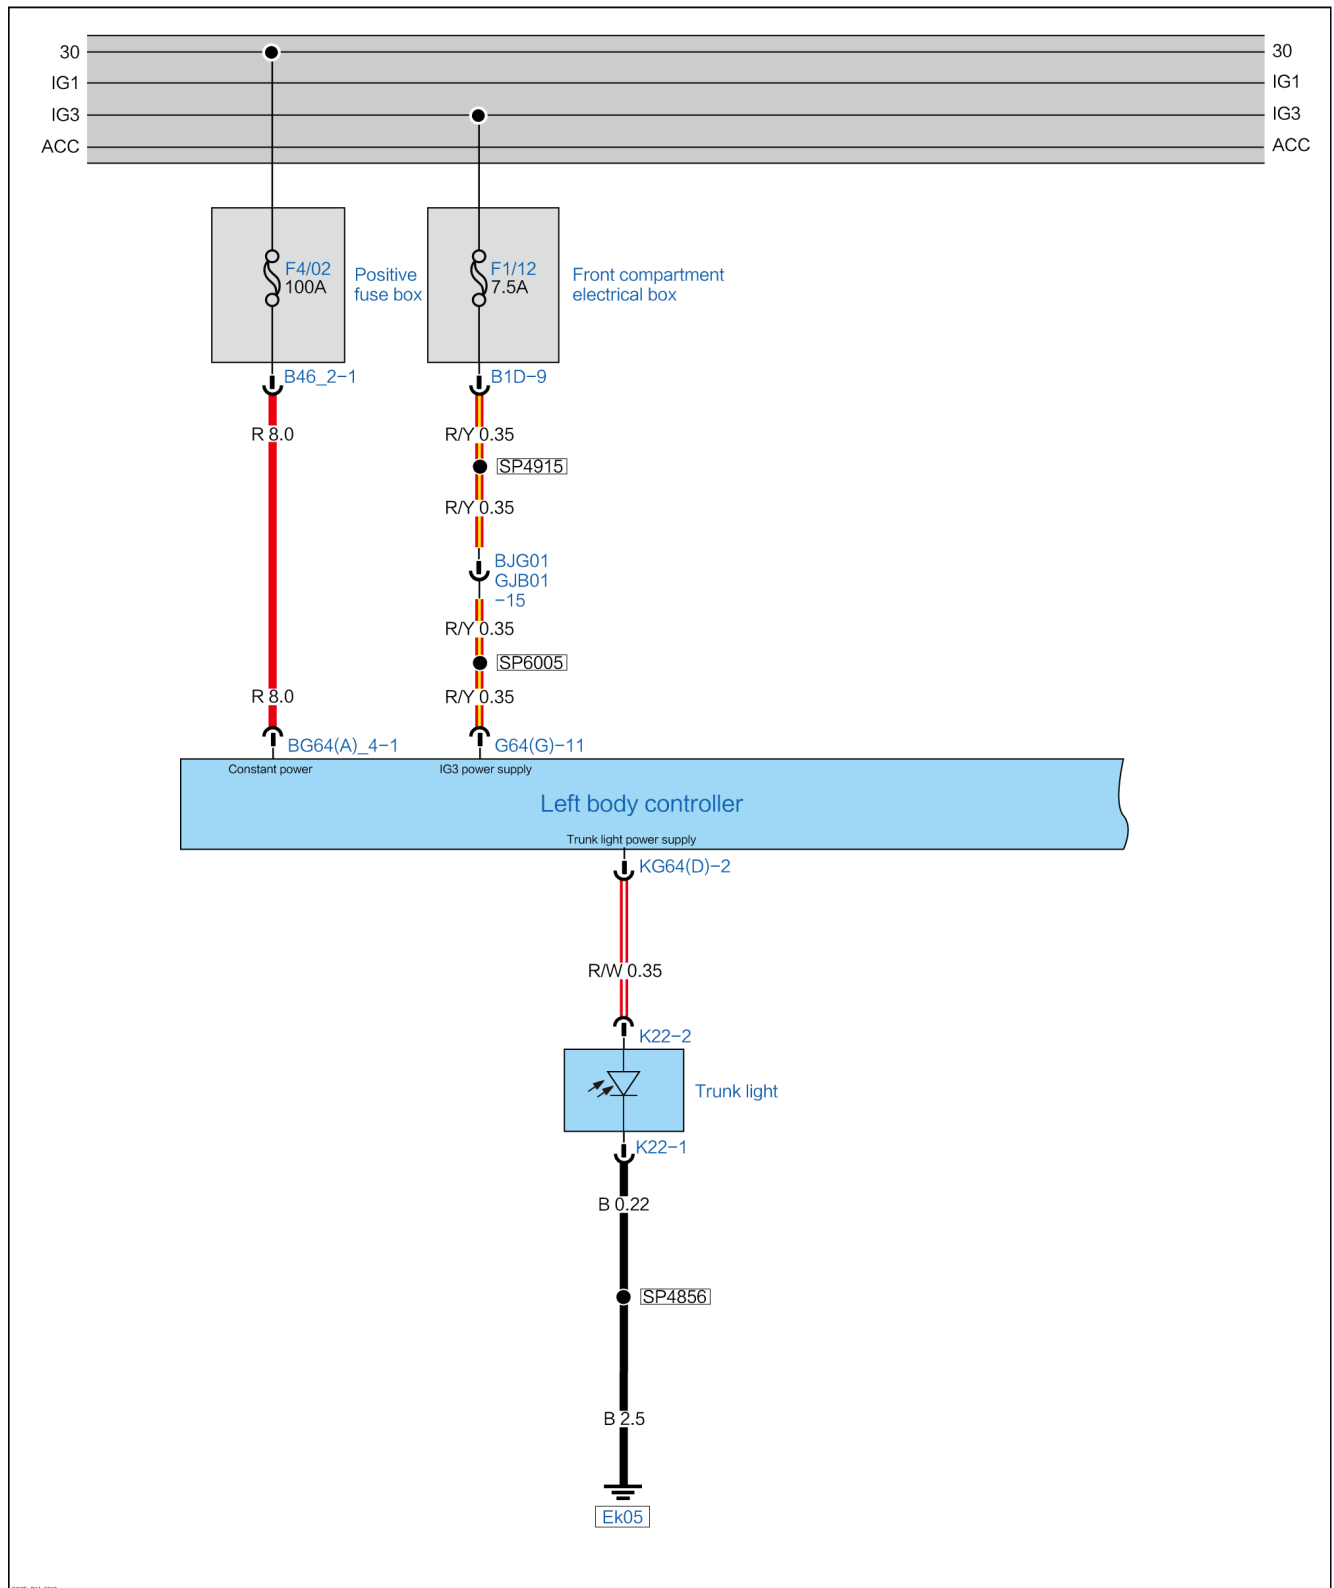 30 30
IG1 IG1
IG3 IG3
ACC ACC
F4/02
100A
Positive
fuse box
F1/12
7.5A
Front compartment
electrical box
B46_2-1
B1D-9
R 8.0
R/Y 0.35
SP4915
R/Y 0.35
BJG01
GJB01
-15
R/Y 0.35
SP6005
R 8.0
R/Y 0.35
BG64(A)_4-1
G64(G)-11
Constant power
IG3 power supply
Left body controller
Trunk light power supply
KG64(D)-2
R/W 0.35
K22-2
Trunk light
K22-1
B 0.22
SP4856
B 2.5
Ek05